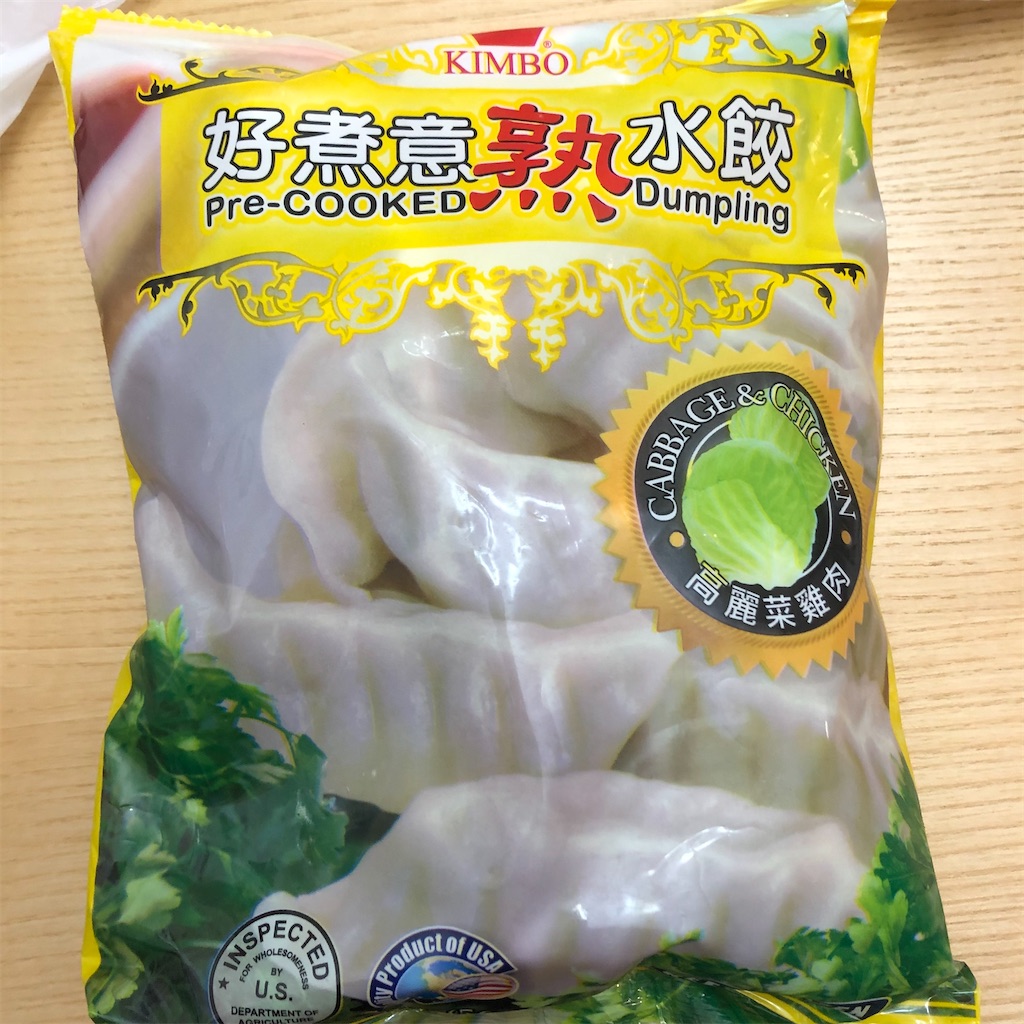 KIMBO®
好煮意熟水餃
Pre-COOKED Dumpling
CABBAGE & CHICKEN
高麗菜雞肉
INSPECTED
FOR WHOLESOMENESS
BY
U.S.
DEPARTMENT OF
AGRICULTURE
Product of USA